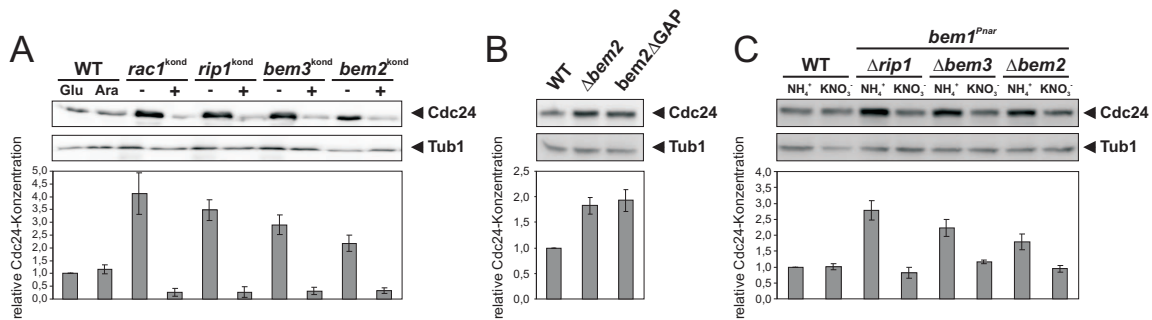 A
WT rac1kond rip1kond bem3kond bem2kond
Glu Ara - + - + - + - +
Cdc24
Tub1
relative Cdc24-Konzentration
5,0
4,5
4,0
3,5
3,0
2,5
2,0
1,5
1,0
0,5
0,0
B
WT Δbem2 bem2ΔGAP
Cdc24
Tub1
relative Cdc24-Konzentration
2,5
2,0
1,5
1,0
0,5
0,0
C
bem1Pnar
WT Δrip1 Δbem3 Δbem2
NH4+ KNO3- NH4+ KNO3- NH4+ KNO3- NH4+ KNO3-
Cdc24
Tub1
relative Cdc24-Konzentration
4,0
3,5
3,0
2,5
2,0
1,5
1,0
0,5
0,0